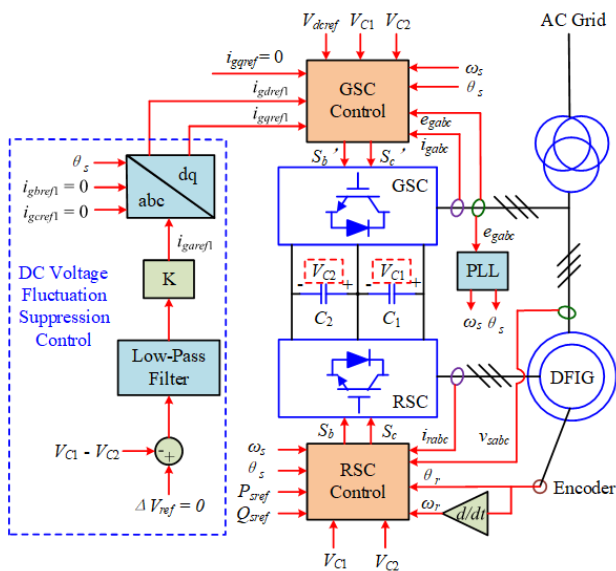 V_dcref V_C1 V_C2
AC Grid
i_gqref = 0
i_gdref1
i_gqref1
GSC
Control
ω_s
θ_s
e_gabc
i_gabc
S_b' S_c'
θ_s
i_gbref1 = 0
i_gcref1 = 0
dq
abc
GSC
i_garef1
e_gabc
DC Voltage
Fluctuation
Suppression
Control
K
- V_C2 + - V_C1 +
C_2 C_1
PLL
ω_s θ_s
Low-Pass
Filter
RSC
DFIG
V_C1 - V_C2
- +
ΔV_ref = 0
S_b S_c
i_rabc
v_sabc
ω_s
θ_s
P_sref
Q_sref
RSC
Control
θ_r
ω_r
d/dt
Encoder
V_C1 V_C2